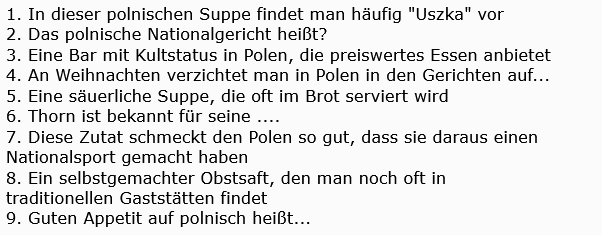 1. In dieser polnischen Suppe findet man häufig "Uszka" vor
2. Das polnische Nationalgericht heißt?
3. Eine Bar mit Kultstatus in Polen, die preiswertes Essen anbietet
4. An Weihnachten verzichtet man in Polen in den Gerichten auf...
5. Eine säuerliche Suppe, die oft im Brot serviert wird
6. Thorn ist bekannt für seine ....
7. Diese Zutat schmeckt den Polen so gut, dass sie daraus einen
Nationalsport gemacht haben
8. Ein selbstgemachter Obstsaft, den man noch oft in
traditionellen Gaststätten findet
9. Guten Appetit auf polnisch heißt...